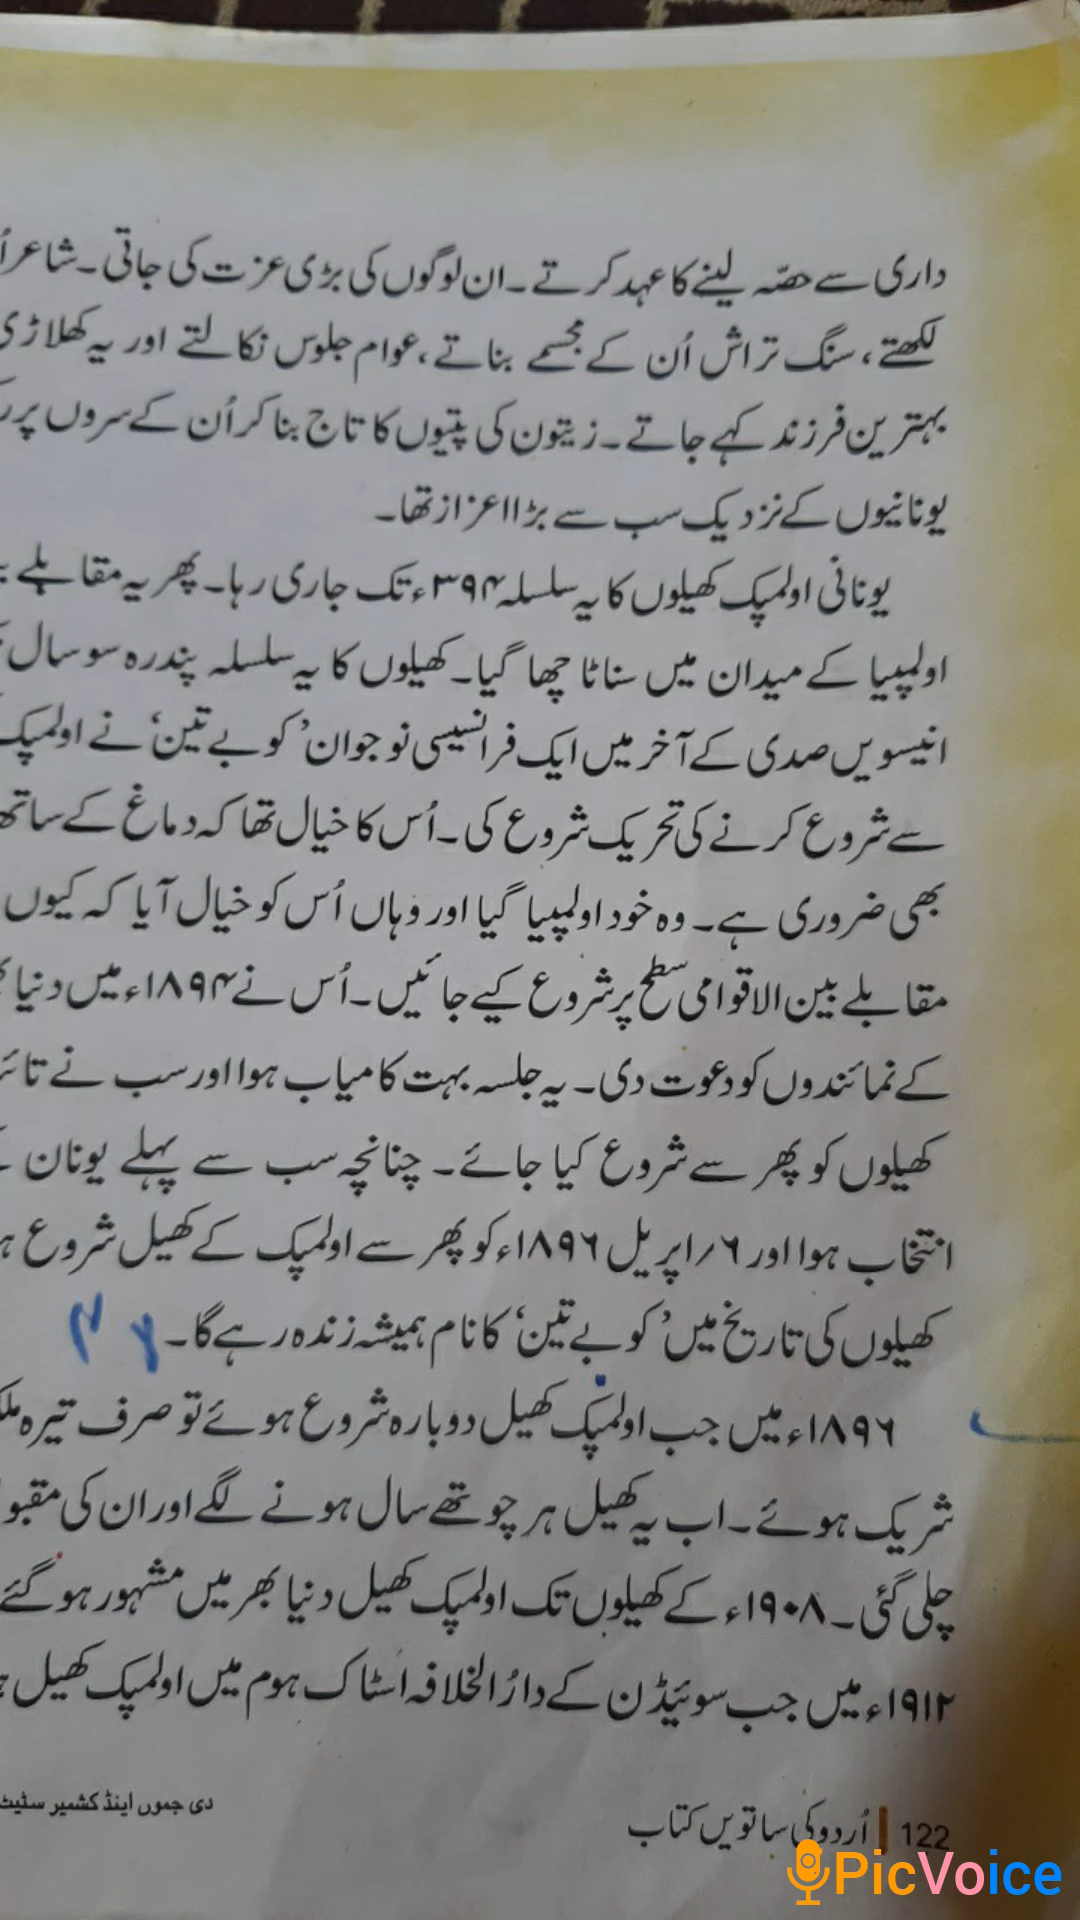 داری سے حصّہ لینے کا عہد کرتے۔ ان لوگوں کی بڑی عزت کی جاتی۔ شاعر
لکھتے، سنگ تراش اُن کے مجسمے بناتے، عوام جلوس نکالتے اور یہ کھلاڑی
بہترین فرزند کہے جاتے۔ زیتون کی پتیوں کا تاج بنا کر اُن کے سروں پر
یونانیوں کے نزدیک سب سے بڑا اعزاز تھا۔
یونانی اولمپک کھیلوں کا یہ سلسلہ ۳۹۴ء تک جاری رہا۔ پھر یہ مقابلے
اولمپیا کے میدان میں سناٹا چھا گیا۔ کھیلوں کا یہ سلسلہ پندرہ سو سال
انیسویں صدی کے آخر میں ایک فرانسیسی نوجوان ’کوبے تین‘ نے اولمپک
سے شروع کرنے کی تحریک شروع کی۔ اُس کا خیال تھا کہ دماغ کے ساتھ
بھی ضروری ہے۔ وہ خود اولمپیا گیا اور وہاں اُس کو خیال آیا کہ کیوں
مقابلے بین الاقوامی سطح پر شروع کیے جائیں۔ اُس نے ۱۸۹۴ء میں دنیا
کے نمائندوں کو دعوت دی۔ یہ جلسہ بہت کامیاب ہوا اور سب نے
کھیلوں کو پھر سے شروع کیا جائے۔ چنانچہ سب سے پہلے یونان
انتخاب ہوا اور ۶/اپریل ۱۸۹۶ء کو پھر سے اولمپک کے کھیل شروع
کھیلوں کی تاریخ میں ’کوبے تین‘ کا نام ہمیشہ زندہ رہے گا۔
۱۸۹۶ء میں جب اولمپک کھیل دوبارہ شروع ہوئے تو صرف تیرہ
شریک ہوئے۔ اب یہ کھیل ہر چوتھے سال ہونے لگے اور ان کی
چلی گئی۔ ۱۹۰۸ء کے کھیلوں تک اولمپک کھیل دنیا بھر میں مشہور ہو گئے
۱۹۱۲ء میں جب سوئیڈن کے دارُالخلافہ اسٹاک ہوم میں اولمپک کھیل
122 | اُردو کی ساتویں کتاب
دی جموں اینڈ کشمیر سٹیٹ
PicVoice